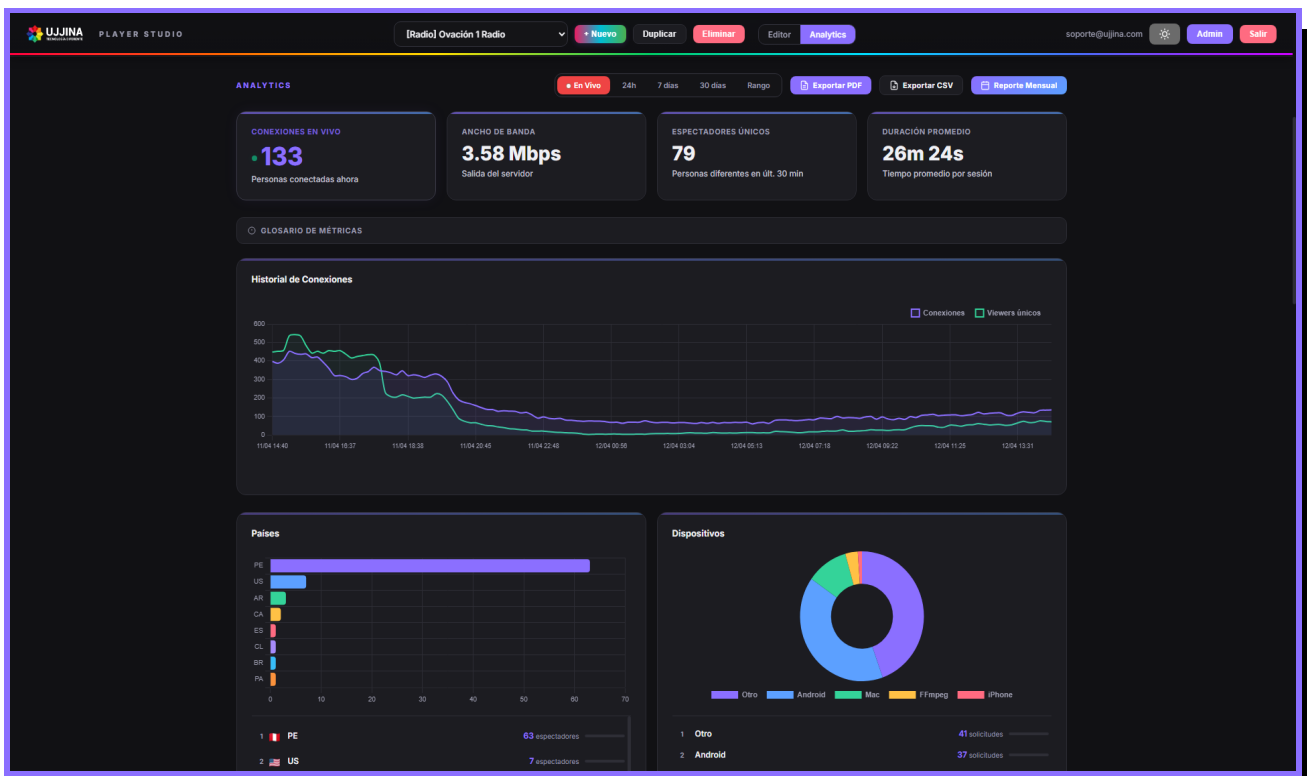 UJJINA
PLAYER STUDIO
[Radio] Ovación 1 Radio
+ Nuevo
Duplicar
Eliminar
Editor
Analytics
soporte@ujjina.com
Admin
Salir
ANALYTICS
En Vivo
24h
7 días
30 días
Rango
Exportar PDF
Exportar CSV
Reporte Mensual
CONEXIONES EN VIVO
133
Personas conectadas ahora
ANCHO DE BANDA
3.58 Mbps
Salida del servidor
ESPECTADORES ÚNICOS
79
Personas diferentes en últ. 30 min
DURACIÓN PROMEDIO
26m 24s
Tiempo promedio por sesión
GLOSARIO DE MÉTRICAS
Historial de Conexiones
Conexiones
Viewers únicos
600
500
400
300
200
100
0
11/04 14:40
11/04 16:37
11/04 18:38
11/04 20:45
11/04 22:48
12/04 00:58
12/04 03:04
12/04 05:13
12/04 07:18
12/04 09:22
12/04 11:25
12/04 13:31
Países
PE
US
AR
CA
ES
CL
BR
PA
0
10
20
30
40
50
60
70
1 PE 63 espectadores
2 US 7 espectadores
Dispositivos
Otro
Android
Mac
FFmpeg
iPhone
1 Otro 41 solicitudes
2 Android 37 solicitudes